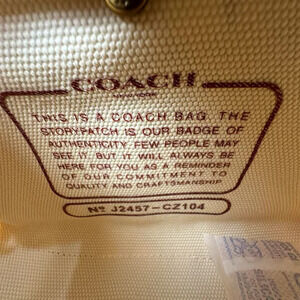 COACH
NEW YORK
THIS IS A COACH BAG. THE
STORYPATCH IS OUR BADGE OF
AUTHENTICITY. FEW PEOPLE MAY
SEE IT. BUT IT WILL ALWAYS BE
HERE FOR YOU AS A REMINDER
OF OUR COMMITMENT TO
QUALITY AND CRAFTSMANSHIP.
Nº J2457-CZ104